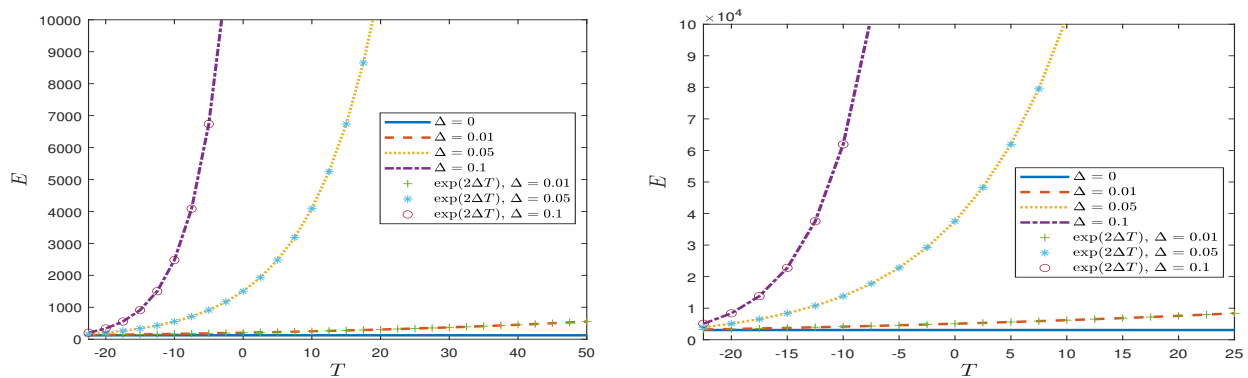 10000
9000
8000
7000
6000
5000
4000
3000
2000
1000
0
E
-20 -10 0 10 20 30 40 50
T
Δ = 0
Δ = 0.01
Δ = 0.05
Δ = 0.1
exp(2ΔT), Δ = 0.01
exp(2ΔT), Δ = 0.05
exp(2ΔT), Δ = 0.1
×10⁴
10
9
8
7
6
5
4
3
2
1
0
E
-20 -15 -10 -5 0 5 10 15 20 25
T
Δ = 0
Δ = 0.01
Δ = 0.05
Δ = 0.1
exp(2ΔT), Δ = 0.01
exp(2ΔT), Δ = 0.05
exp(2ΔT), Δ = 0.1